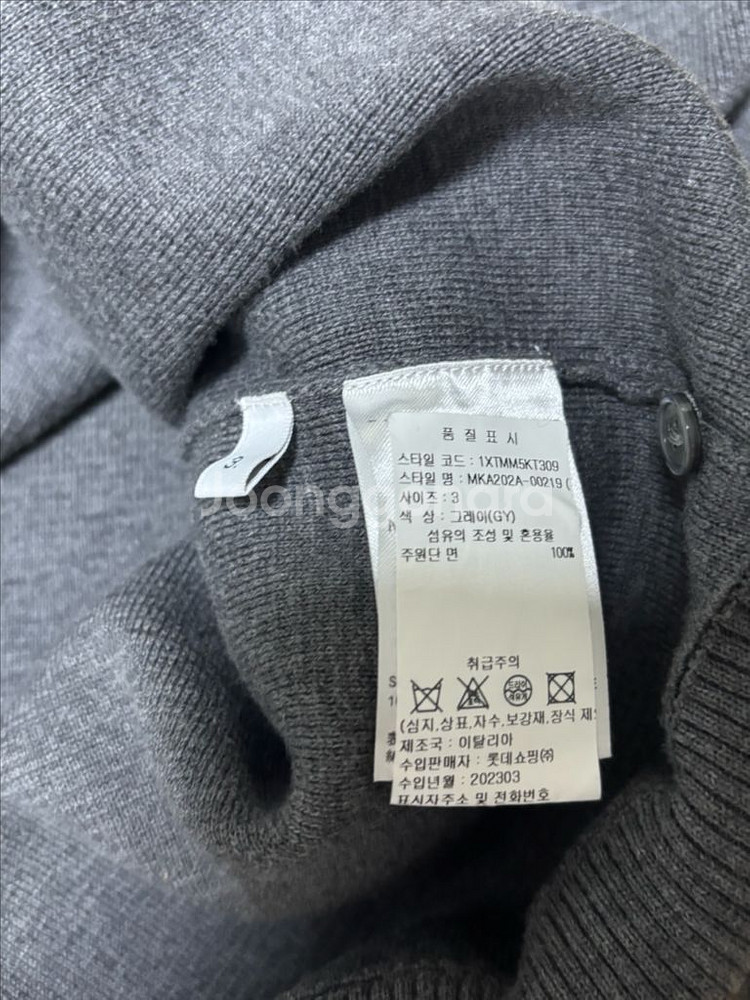 3
품 질 표 시
스타일 코드 : 1XTMM5KT309
스타일 명 : MKA202A-00219 (
사이즈 : 3
색 상 : 그레이(GY)
섬유의 조성 및 혼용율
주원단 면 100%
취급주의
드라이
(심지,상표,자수,보강재,장식 제외
제조국 : 이탈리아
수입판매자 : 롯데쇼핑㈜
수입년월 : 202303
표시자주소 및 전화번호